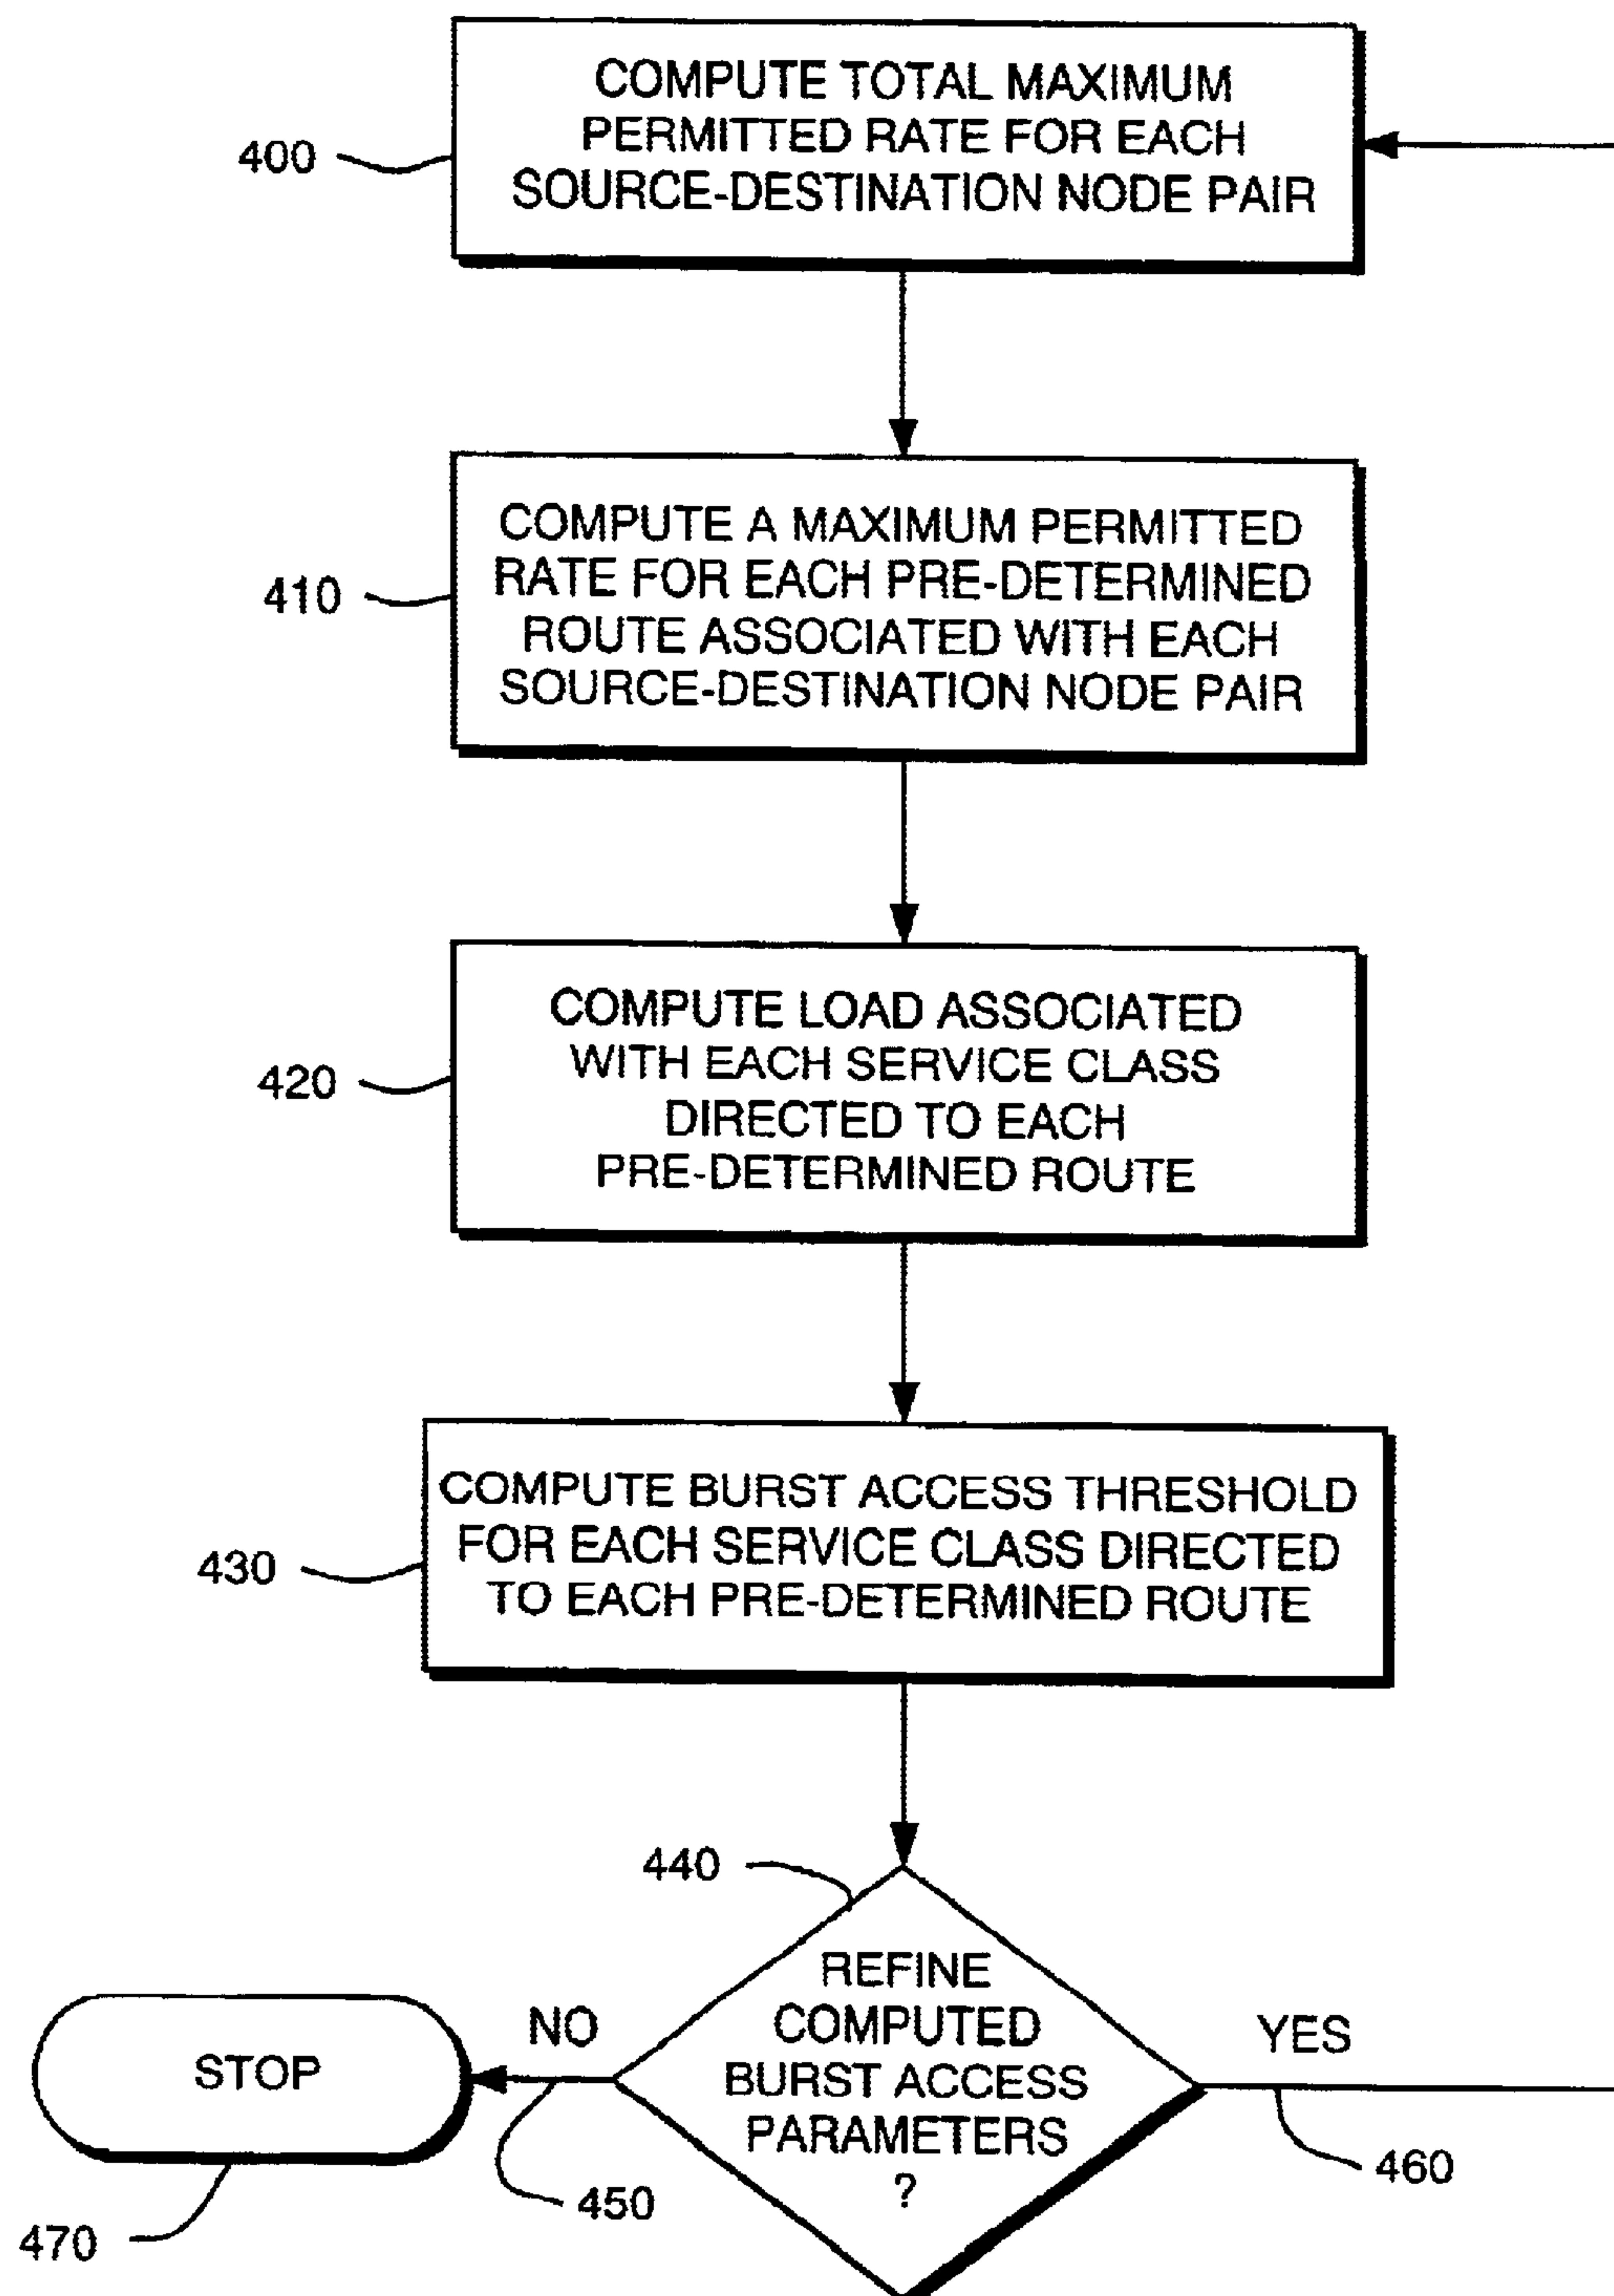 COMPUTE TOTAL MAXIMUM
PERMITTED RATE FOR EACH
SOURCE-DESTINATION NODE PAIR
400
COMPUTE A MAXIMUM PERMITTED
RATE FOR EACH PRE-DETERMINED
ROUTE ASSOCIATED WITH EACH
SOURCE-DESTINATION NODE PAIR
410
COMPUTE LOAD ASSOCIATED
WITH EACH SERVICE CLASS
DIRECTED TO EACH
PRE-DETERMINED ROUTE
420
COMPUTE BURST ACCESS THRESHOLD
FOR EACH SERVICE CLASS DIRECTED
TO EACH PRE-DETERMINED ROUTE
430
440
REFINE
COMPUTED
BURST ACCESS
PARAMETERS
?
NO
YES
STOP
450
460
470